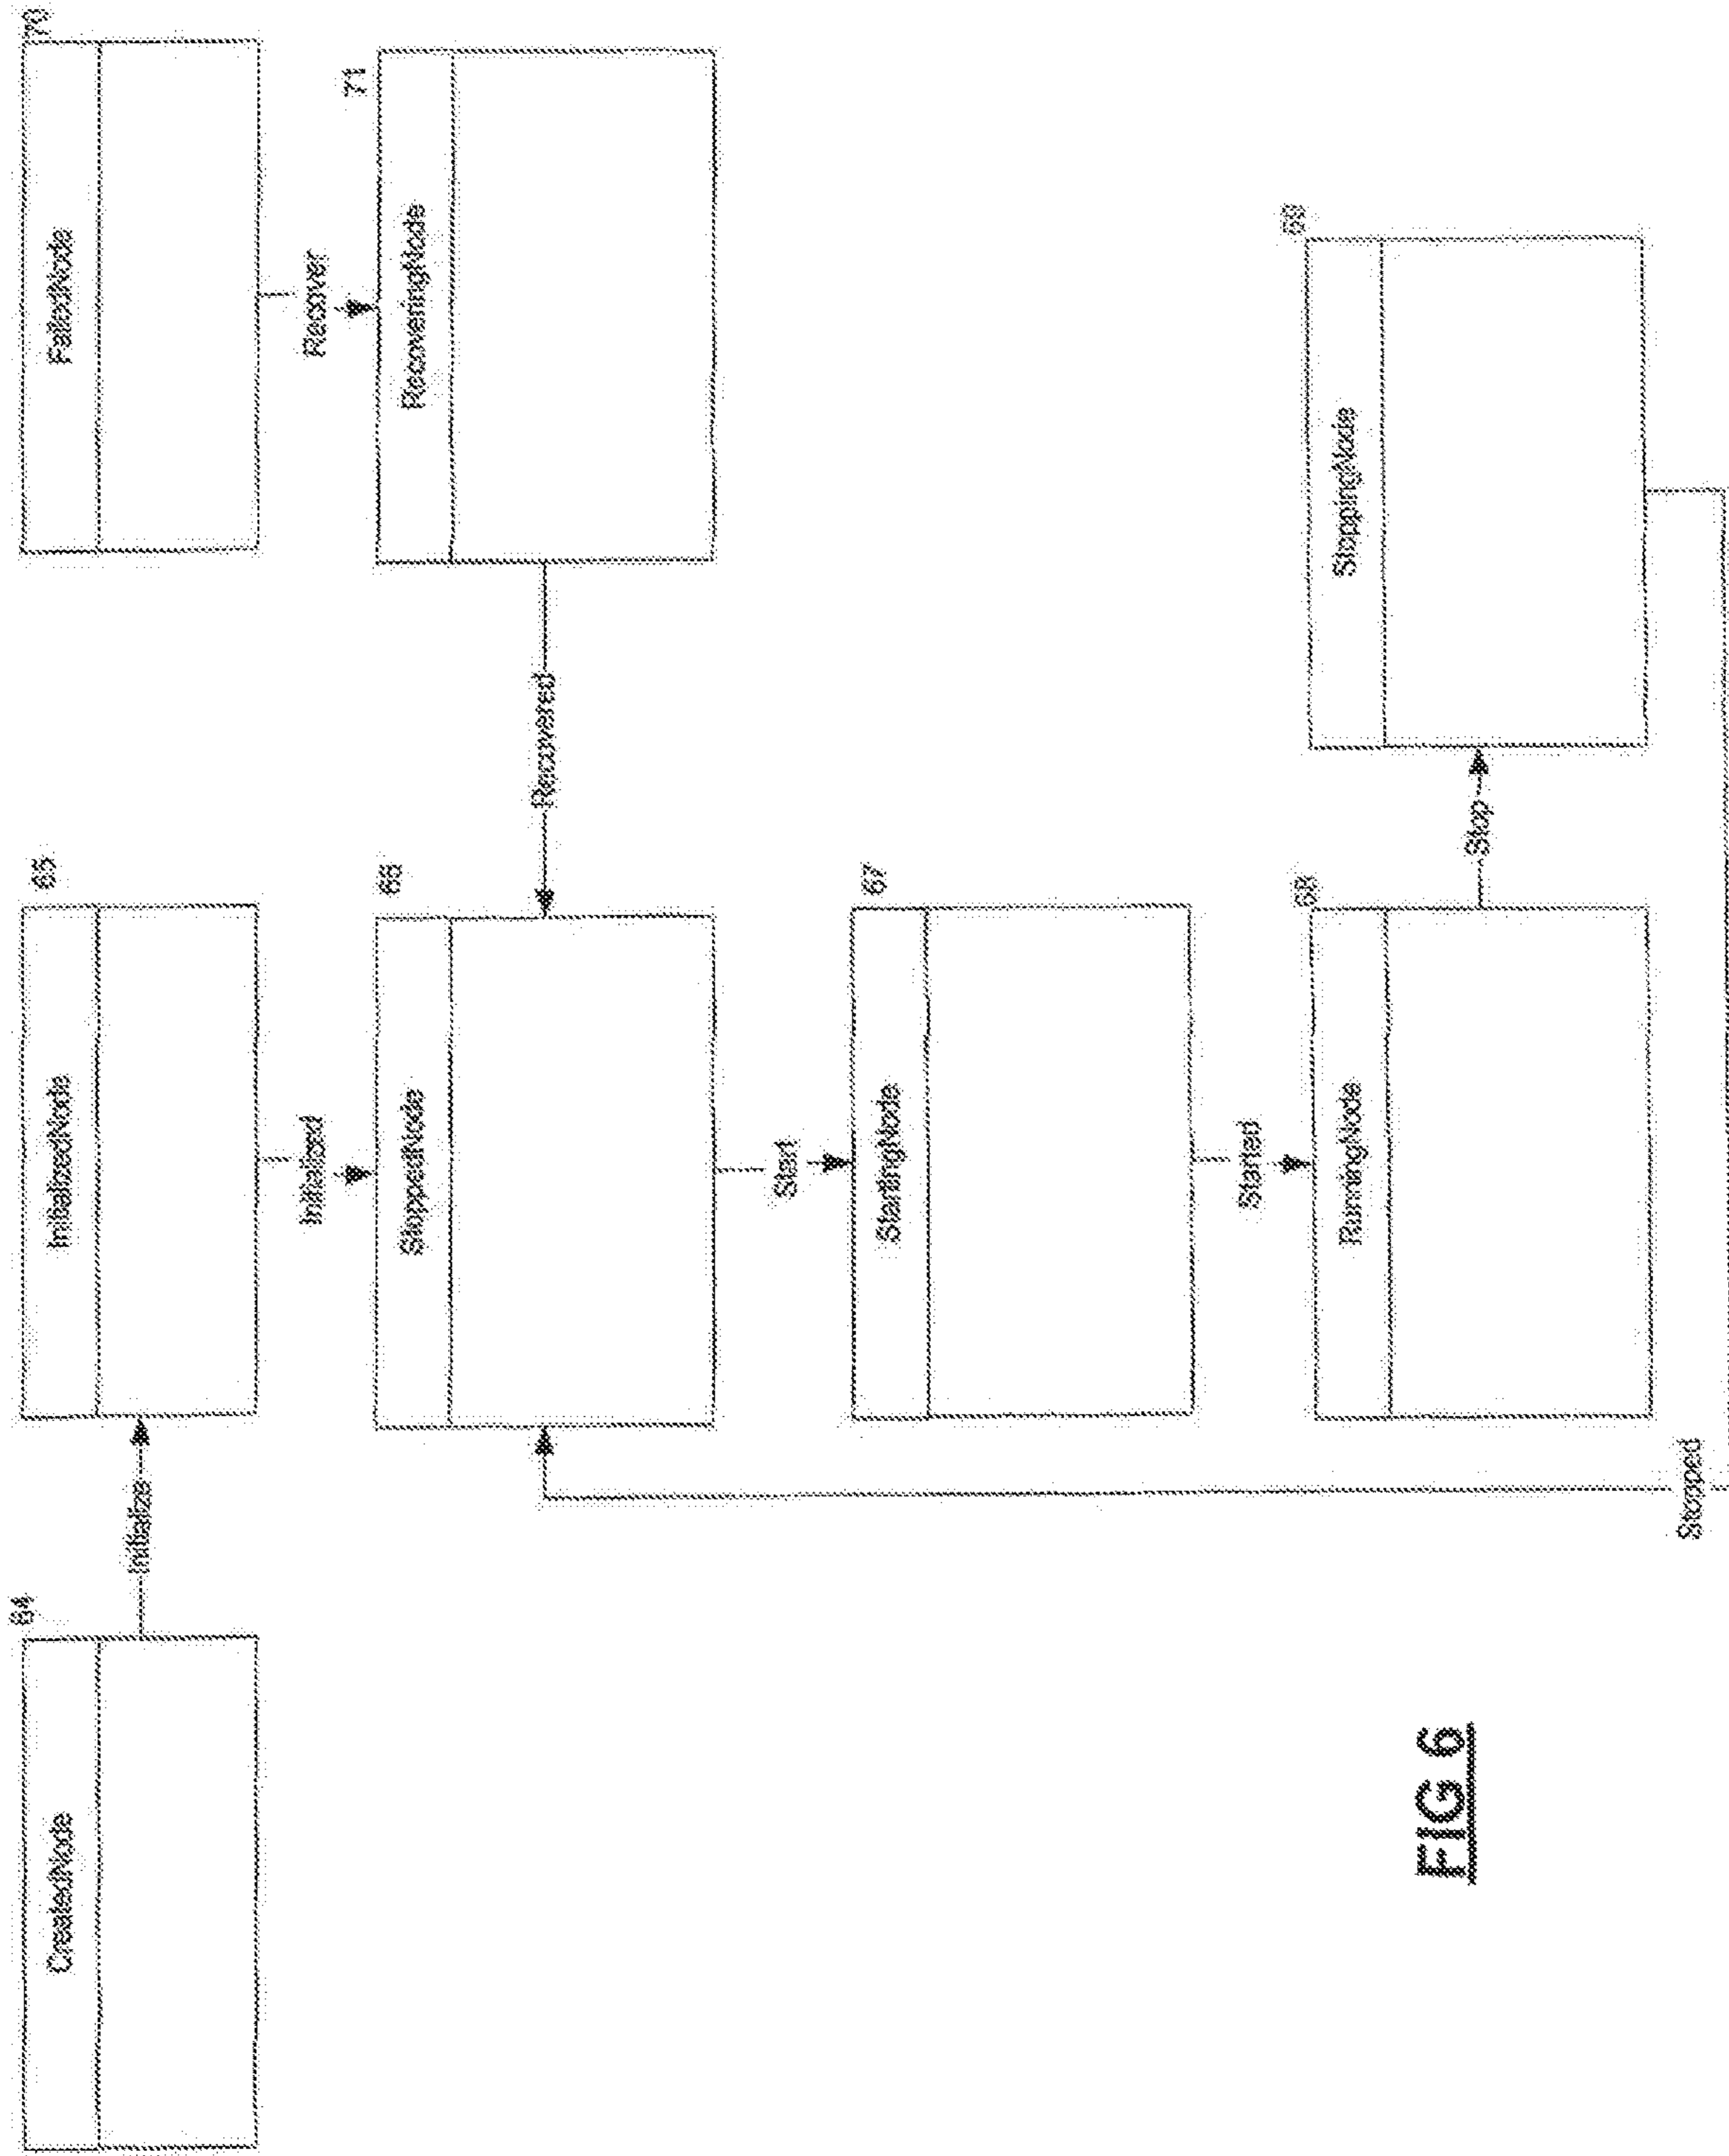 64
65
70
CreatedNode
Initialize
InitializedNode
FailedNode
Initialized
Recover
66
71
StoppedNode
Recovered
RecoveringNode
Start
67
StartingNode
Started
68
69
RunningNode
Stop
StoppingNode
Stopped
FIG 6